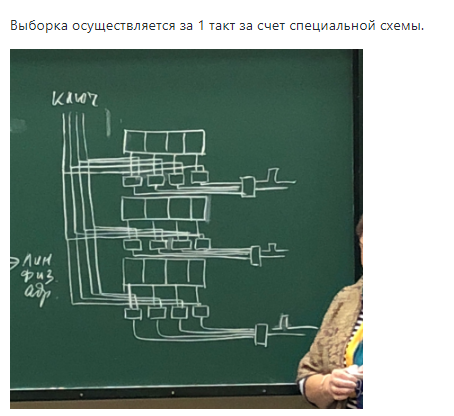 Выборка осуществляется за 1 такт за счет специальной схемы.
ключ
лин
физ.
адр.